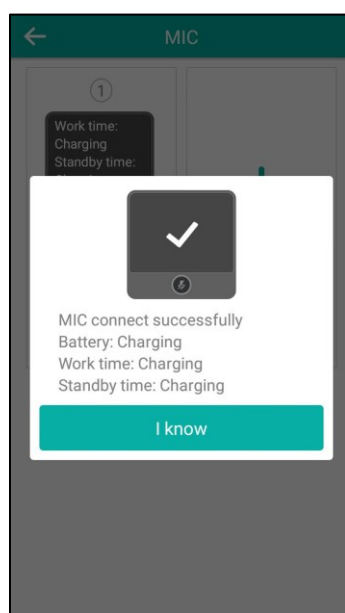 MIC
1
Work time:
Charging
Standby time:
MIC connect successfully
Battery: Charging
Work time: Charging
Standby time: Charging
I know